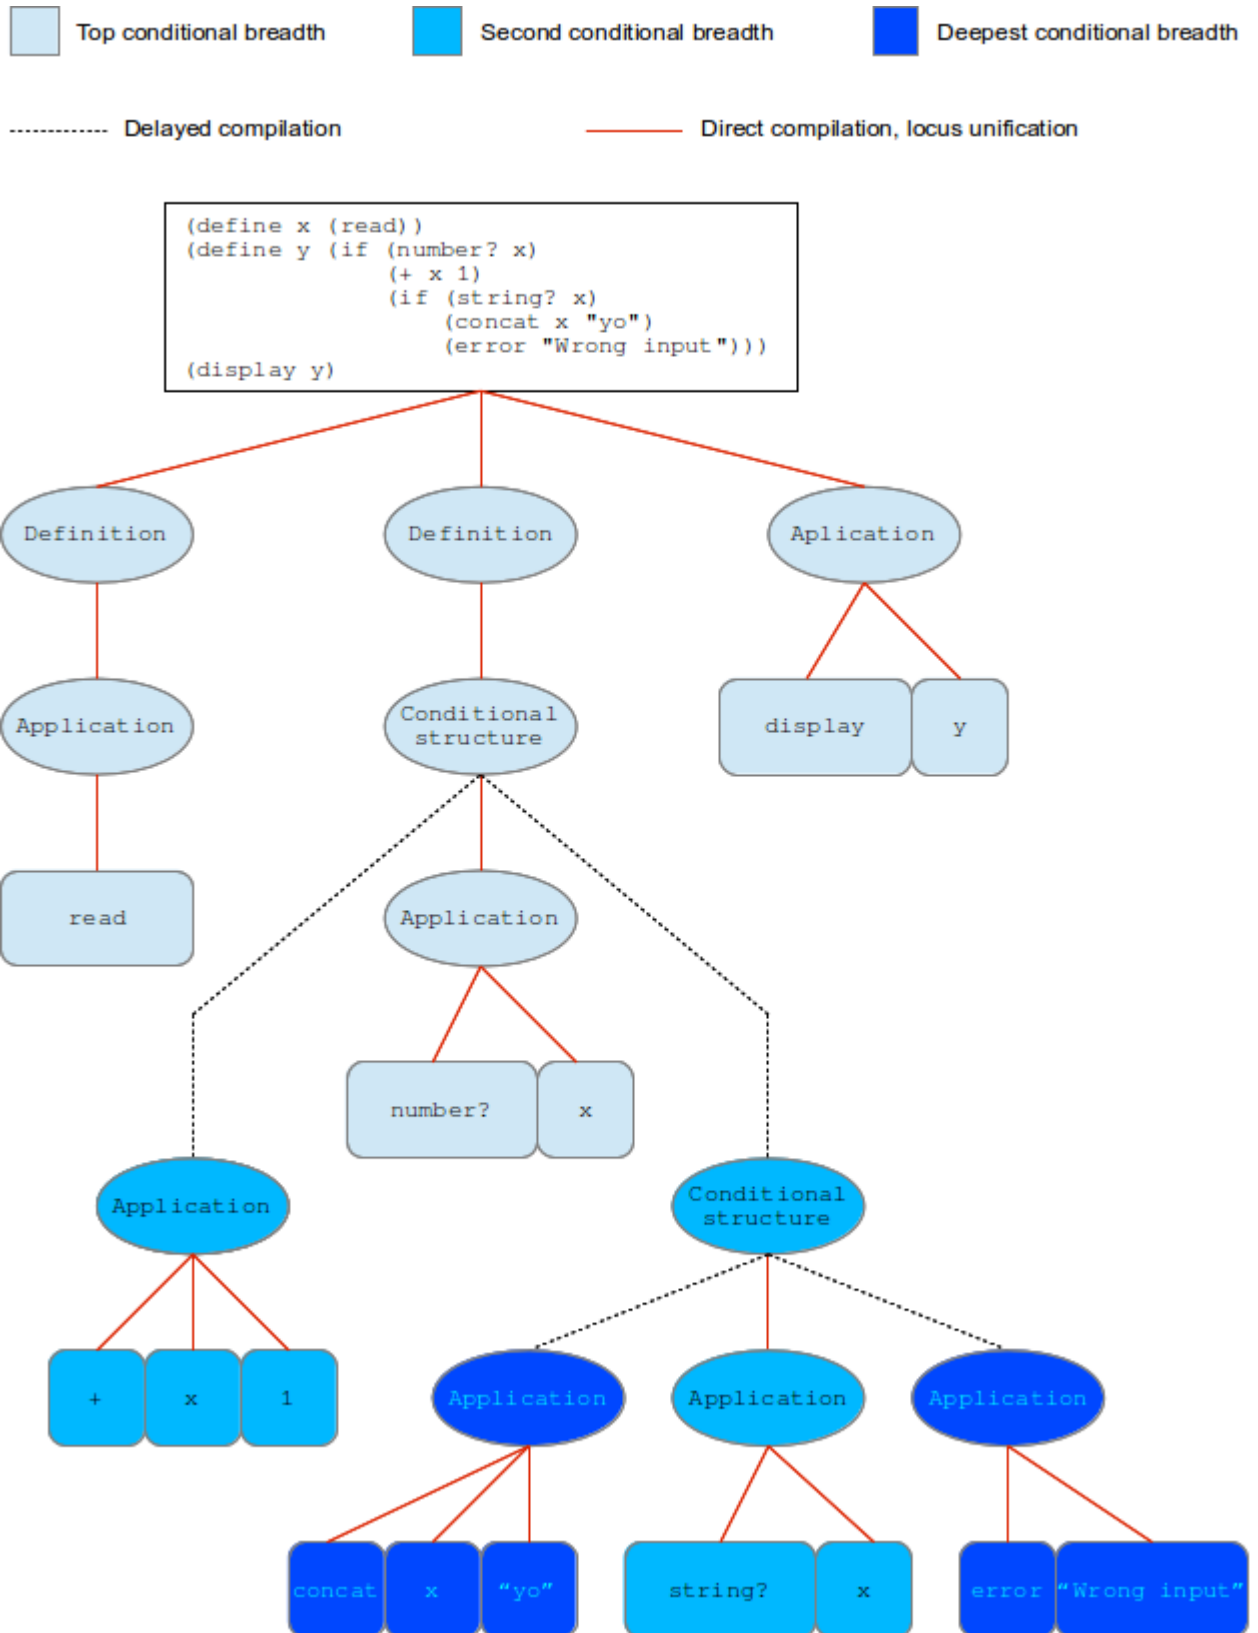 Top conditional breadth
Second conditional breadth
Deepest conditional breadth
Delayed compilation
Direct compilation, locus unification
(define x (read))
(define y (if (number? x)
(+ x 1)
(if (string? x)
(concat x "yo")
(error "Wrong input")))
(display y)
Definition
Definition
Aplication
Application
Conditional
structure
display
y
read
Application
number?
x
Application
Conditional
structure
+
x
1
Application
Application
Application
concat
x
“yo”
string?
x
error
“Wrong input”